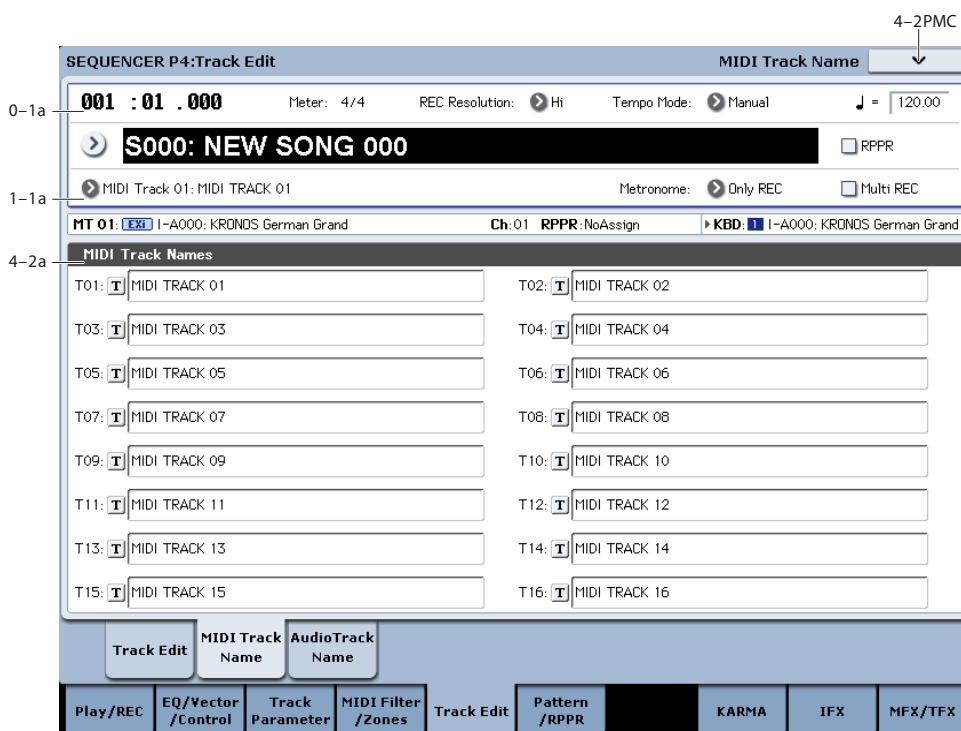 4–2PMC
SEQUENCER P4:Track Edit MIDI Track Name
0–1a
001 :01 .000 Meter: 4/4 REC Resolution: Hi Tempo Mode: Manual ♩ = 120.00
S000: NEW SONG 000 RPPR
1–1a
MIDI Track 01: MIDI TRACK 01 Metronome: Only REC Multi REC
MT 01: EXi I-A000: KRONOS German Grand Ch:01 RPPR:NoAssign KBD: 1 I-A000: KRONOS German Grand
4–2a
MIDI Track Names
T01: T MIDI TRACK 01 T02: T MIDI TRACK 02
T03: T MIDI TRACK 03 T04: T MIDI TRACK 04
T05: T MIDI TRACK 05 T06: T MIDI TRACK 06
T07: T MIDI TRACK 07 T08: T MIDI TRACK 08
T09: T MIDI TRACK 09 T10: T MIDI TRACK 10
T11: T MIDI TRACK 11 T12: T MIDI TRACK 12
T13: T MIDI TRACK 13 T14: T MIDI TRACK 14
T15: T MIDI TRACK 15 T16: T MIDI TRACK 16
Track Edit
MIDI Track
Name
AudioTrack
Name
Play/REC
EQ/Vector
/Control
Track
Parameter
MIDI Filter
/Zones
Track Edit
Pattern
/RPPR
KARMA
IFX
MFX/TFX